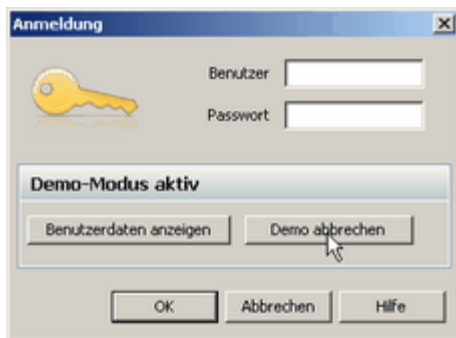 Anmeldung
Benutzer
Passwort
Demo-Modus aktiv
Benutzerdaten anzeigen Demo abbrechen
OK Abbrechen Hilfe